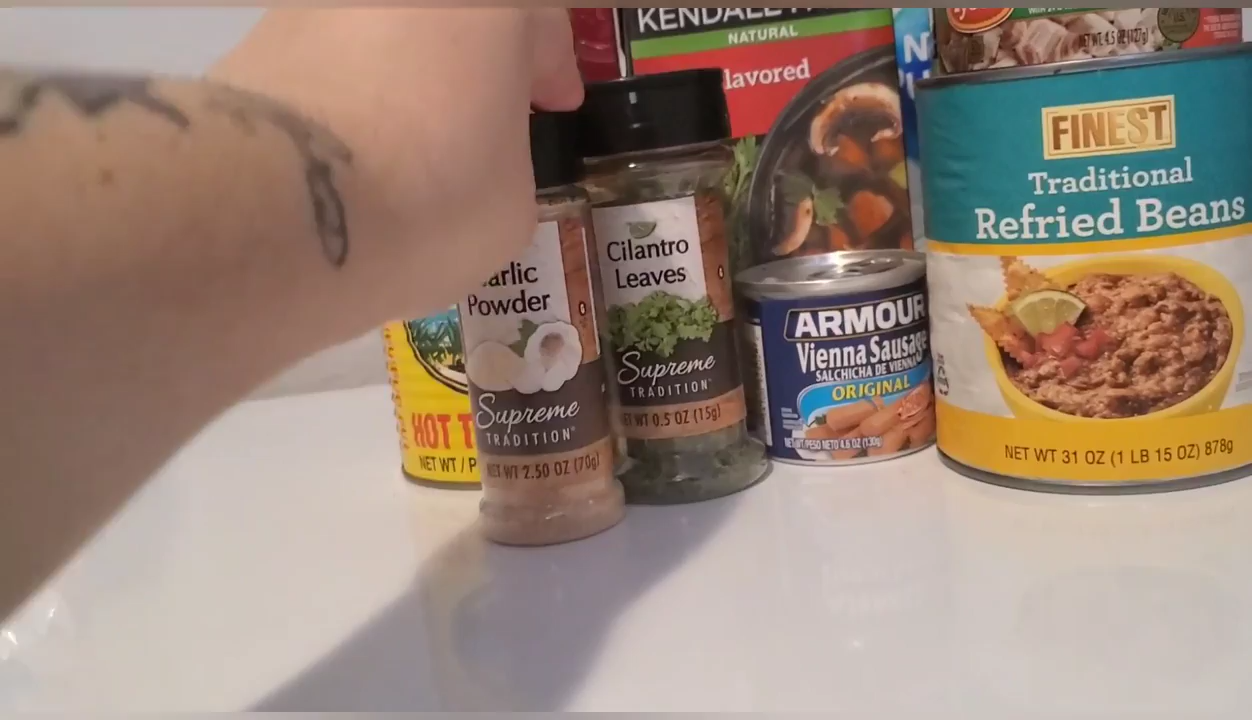 NATURAL
lavored
NET WT. 4.5 oz (127g)
FINEST
Traditional
Refried Beans
NET WT 31 OZ (1 LB 15 OZ) 878g
ARMOUR
Vienna Sausage
SALCHICHA DE VIENNA
ORIGINAL
NET WT/PESO NETO 4.6 OZ (130g)
Cilantro
Leaves
Supreme
TRADITION
NET WT 0.5 OZ (15g)
arlic
Powder
Supreme
TRADITION
NET WT 2.50 OZ (70g)
HOT T
NET WT / P